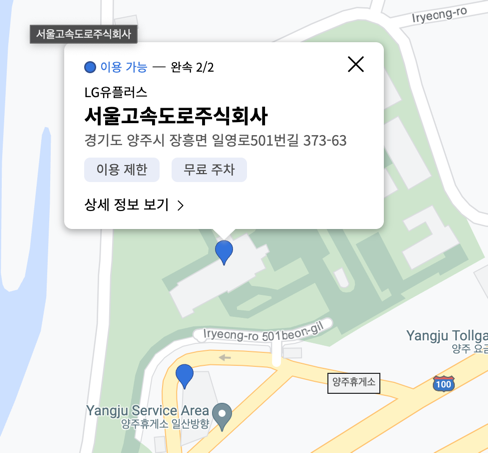 Iryeong-ro
서울고속도로주식회사
이용 가능 — 완속 2/2
LG유플러스
서울고속도로주식회사
경기도 양주시 장흥면 일영로501번길 373-63
이용 제한
무료 주차
상세 정보 보기
Iryeong-ro 501beon-gil
Yangju Tollga
양주 요금
양주휴게소
100
Yangju Service Area
양주휴게소 일산방향